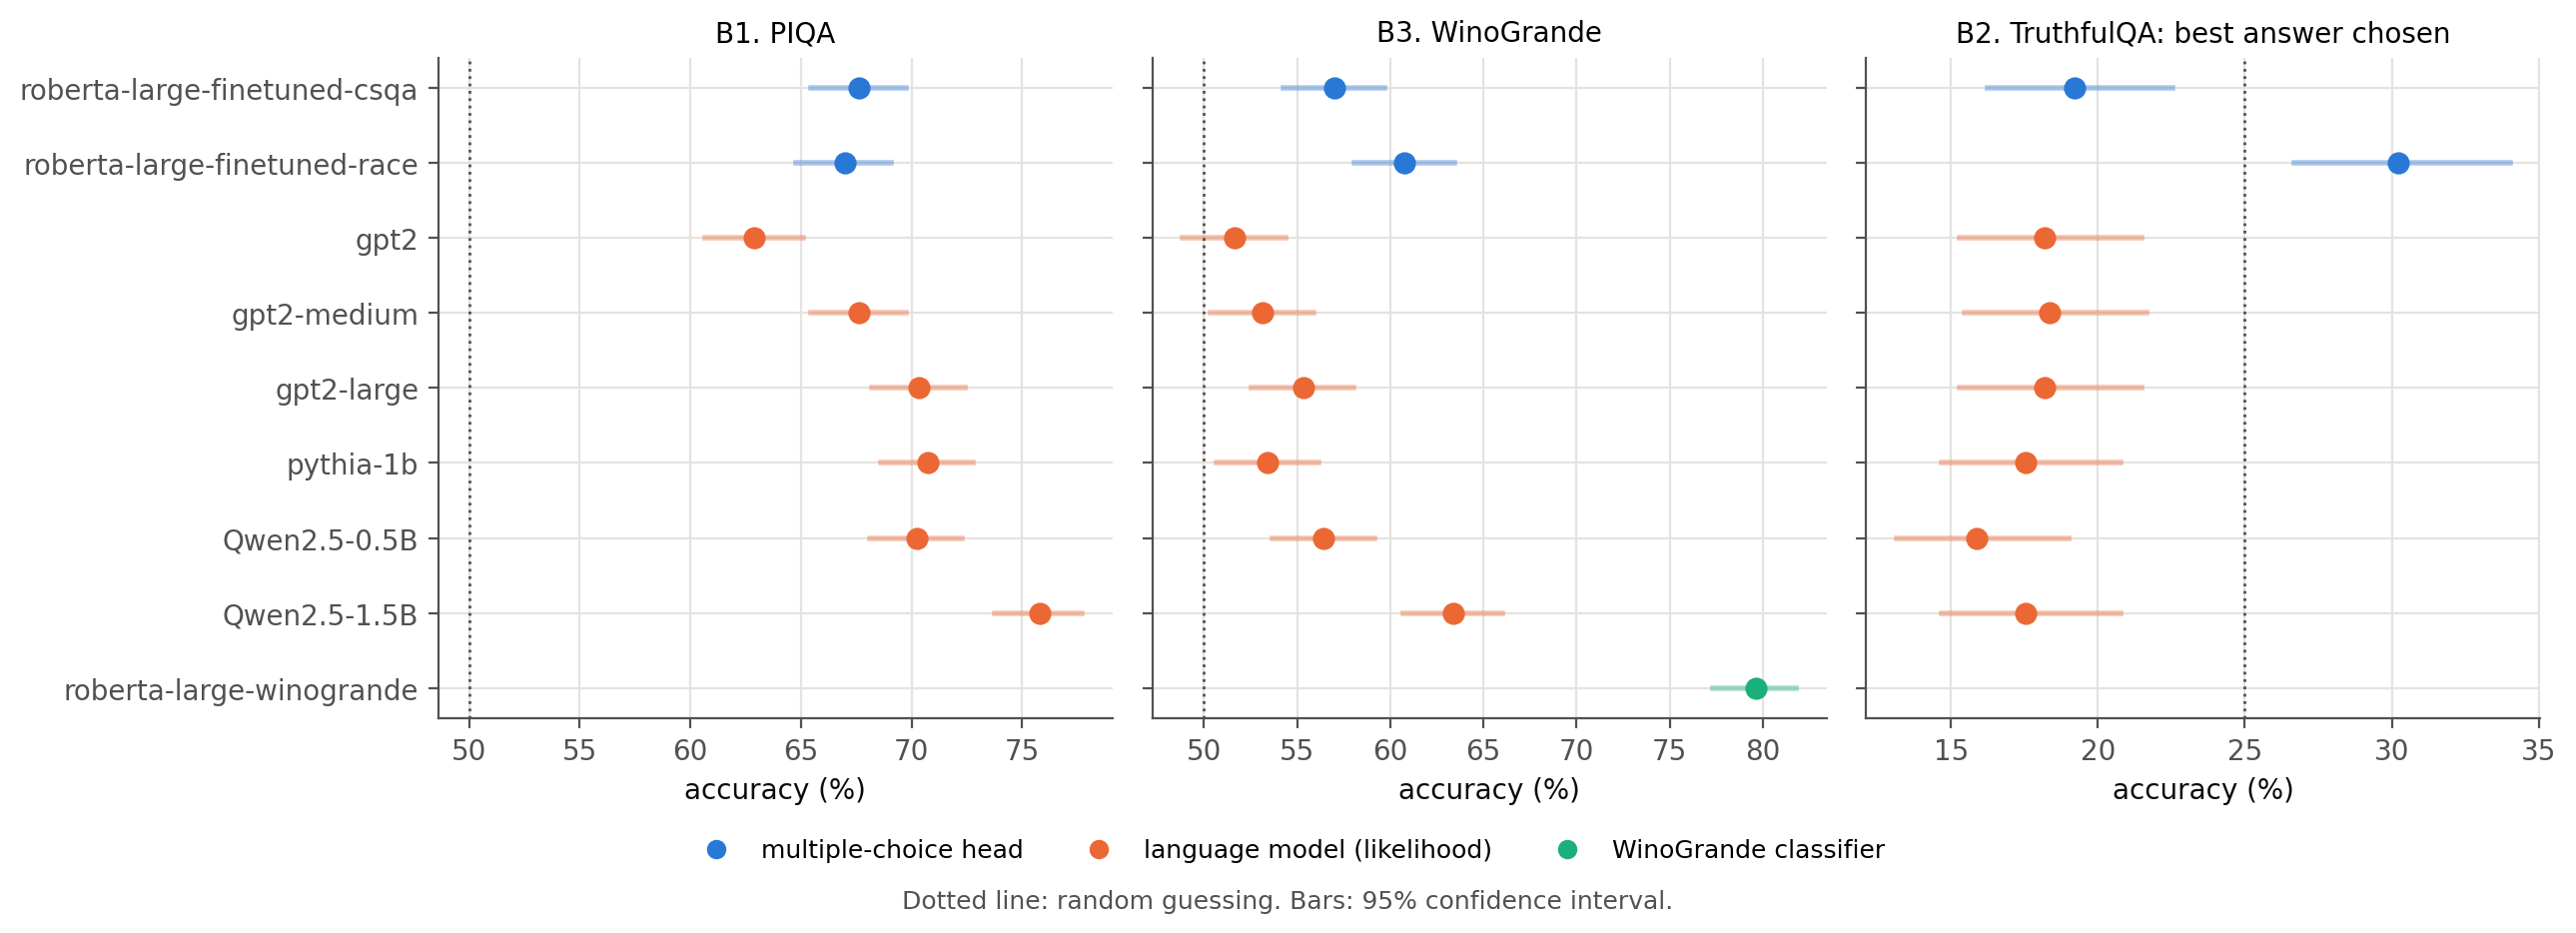 B1. PIQA
B3. WinoGrande
B2. TruthfulQA: best answer chosen
roberta-large-finetuned-csqa
roberta-large-finetuned-race
gpt2
gpt2-medium
gpt2-large
pythia-1b
Qwen2.5-0.5B
Qwen2.5-1.5B
roberta-large-winogrande
50 55 60 65 70 75
50 55 60 65 70 75 80
15 20 25 30 35
accuracy (%)
accuracy (%)
accuracy (%)
multiple-choice head
language model (likelihood)
WinoGrande classifier
Dotted line: random guessing. Bars: 95% confidence interval.